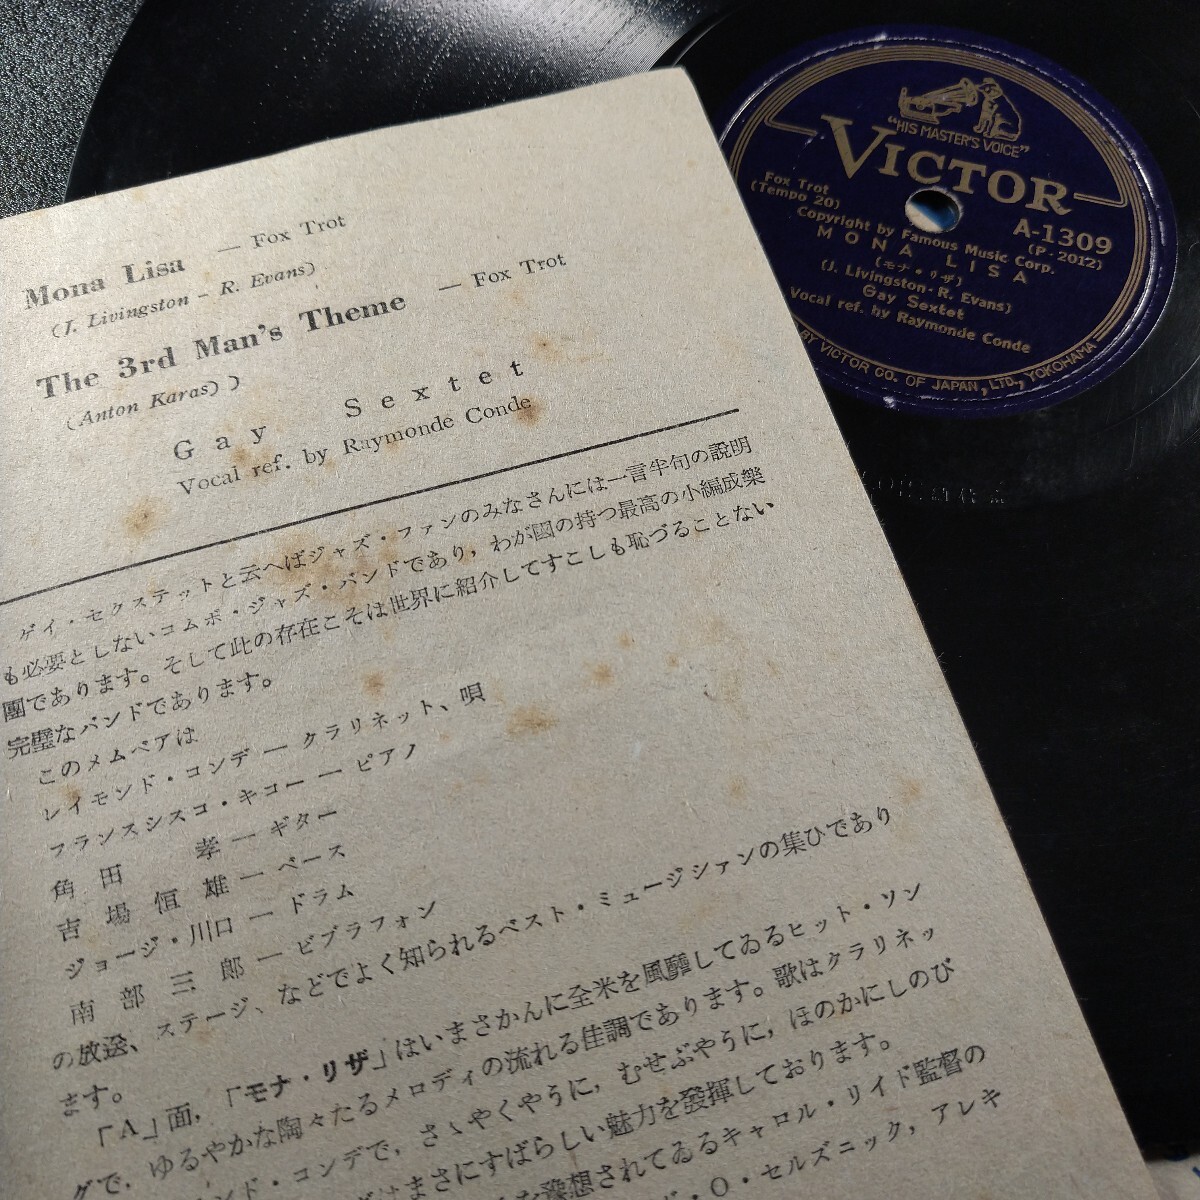 "HIS MASTER'S VOICE"
VICTOR
Fox Trot
(Tempo 20)
A-1309
(P-2012)
Copyright by Famous Music Corp.
MONA LISA
(モナ・リザ)
(J. Livingston-R. Evans)
Gay Sextet
Vocal ref. by Raymonde Conde
BY VICTOR CO. OF JAPAN, LTD., YOKOHAMA
Mona Lisa — Fox Trot
(J. Livingston – R. Evans)
The 3rd Man's Theme — Fox Trot
(Anton Karas))
Gay Sextet
Vocal ref. by Raymonde Conde
ゲイ・セクステットと云へばジャズ・ファンのみなさんには一言半句の説明
も必要としないコムボ・ジャズ・バンドであり，わが國の持つ最高の小編成樂
團であります。そして此の存在こそは世界に紹介してすこしも恥づることない
完璧なバンドであります。
このメムベアは
レイモンド・コンデ — クラリネット、唄
フランスシスコ・キコー — ピアノ
角田 孝 — ギター
吉場恒雄 — ベース
ジョージ・川口 — ドラム
南部三郎 — ビブラフォン
の放送、ステージ、などでよく知られるベスト・ミュージシァンの集ひであり
ます。
「A」面，「モナ・リザ」はいまさかんに全米を風靡してゐるヒット・ソン
グで，ゆるやかな陶々たるメロディの流れる佳調であります。歌はクラリネッ
ンド・コンデで，さゝやくやうに，むせぶやうに，ほのかにしのび
はまさにすばらしい魅力を發揮しております。
を豫想されてゐるキャロル・リイド監督の
・O・セルズニック，アレキ